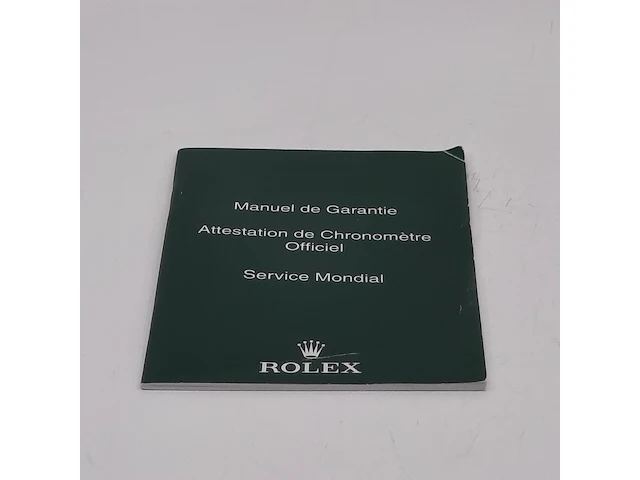 Manuel de Garantie
Attestation de Chronomètre
Officiel
Service Mondial
ROLEX